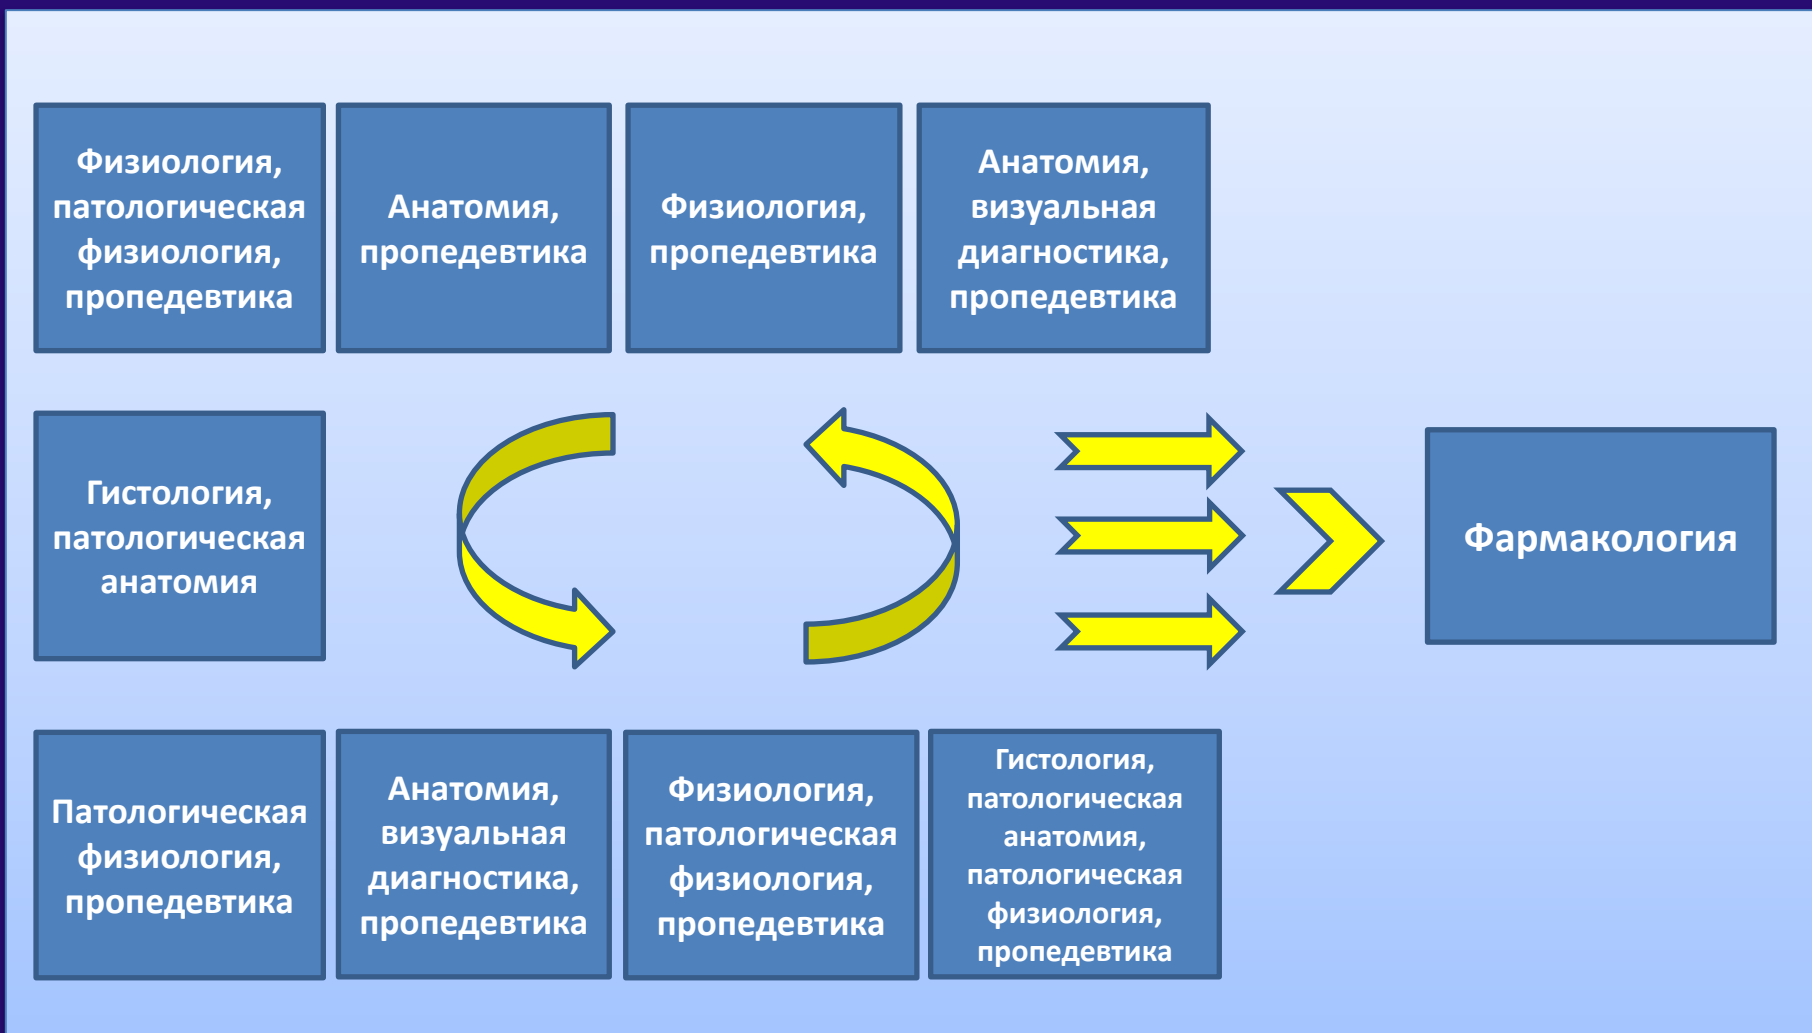 Физиология,
патологическая
физиология,
пропедевтика
Анатомия,
пропедевтика
Физиология,
пропедевтика
Анатомия,
визуальная
диагностика,
пропедевтика
Гистология,
патологическая
анатомия
Фармакология
Патологическая
физиология,
пропедевтика
Анатомия,
визуальная
диагностика,
пропедевтика
Физиология,
патологическая
физиология,
пропедевтика
Гистология,
патологическая
анатомия,
патологическая
физиология,
пропедевтика